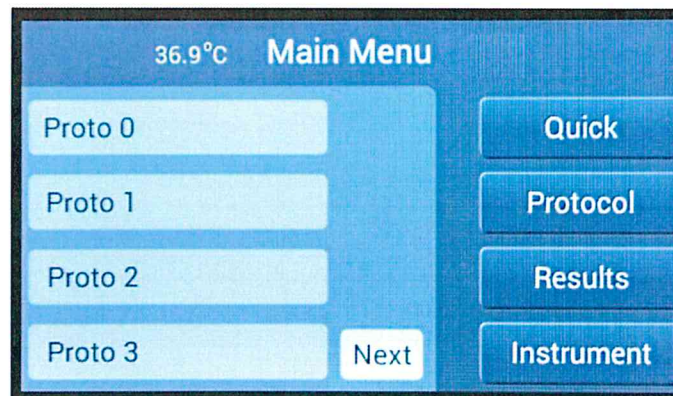 36.9°C Main Menu
Proto 0
Quick
Proto 1
Protocol
Proto 2
Results
Proto 3
Next
Instrument